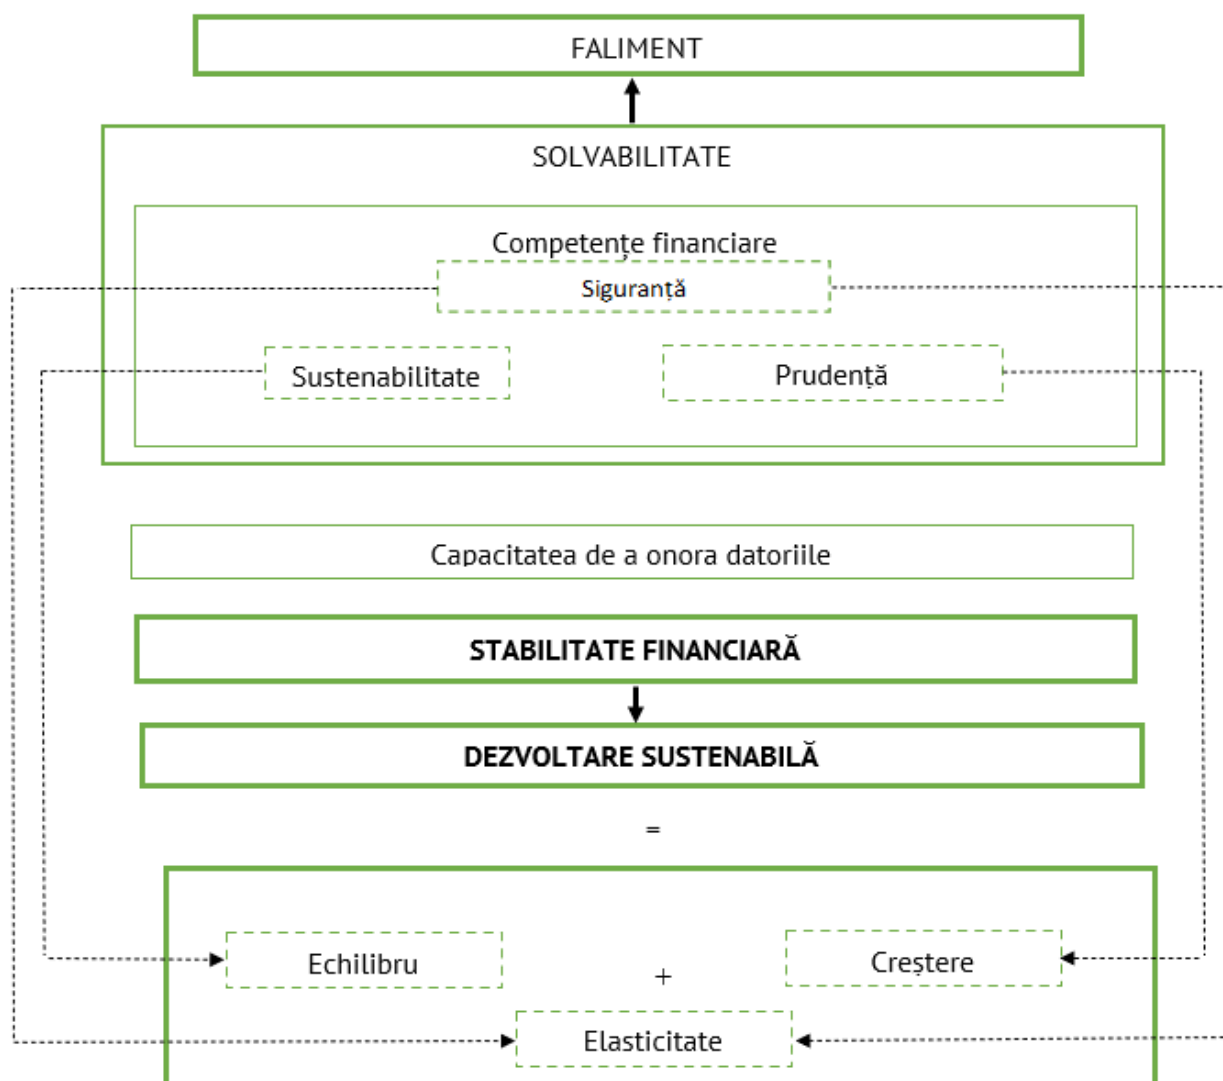 FALIMENT
SOLVABILITATE
Competențe financiare
Siguranță
Sustenabilitate
Prudență
Capacitatea de a onora datoriile
STABILITATE FINANCIARĂ
DEZVOLTARE SUSTENABILĂ
=
Echilibru
+
Creștere
Elasticitate